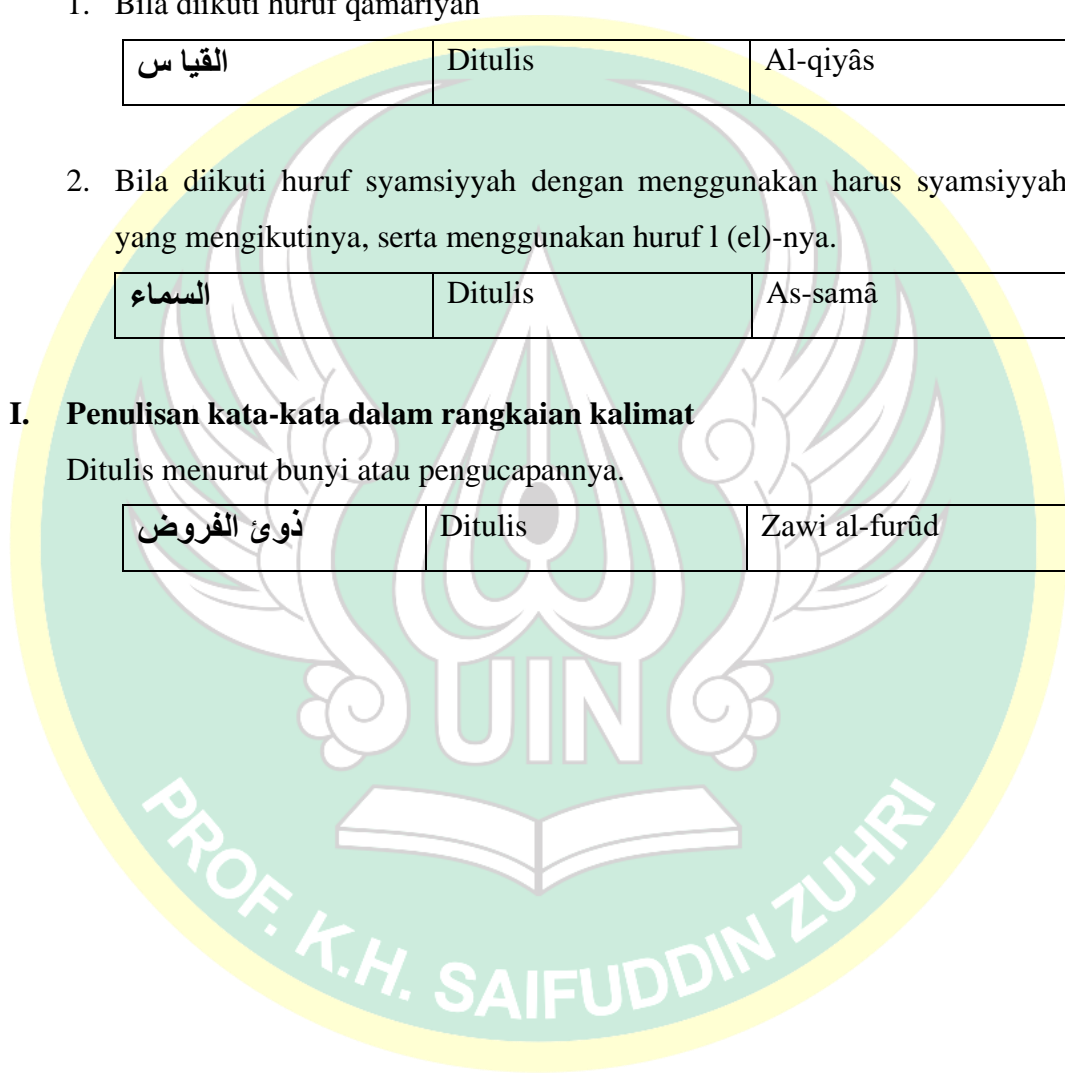 1. Bila diikuti huruf qamariyah
القيا س Ditulis Al-qiyâs
2. Bila diikuti huruf syamsiyyah dengan menggunakan harus syamsiyyah
yang mengikutinya, serta menggunakan huruf l (el)-nya.
السماء Ditulis As-samâ
I. Penulisan kata-kata dalam rangkaian kalimat
Ditulis menurut bunyi atau pengucapannya.
ذوئ الفروض Ditulis Zawi al-furûd
UIN
PROF. K.H. SAIFUDDIN ZUHRI